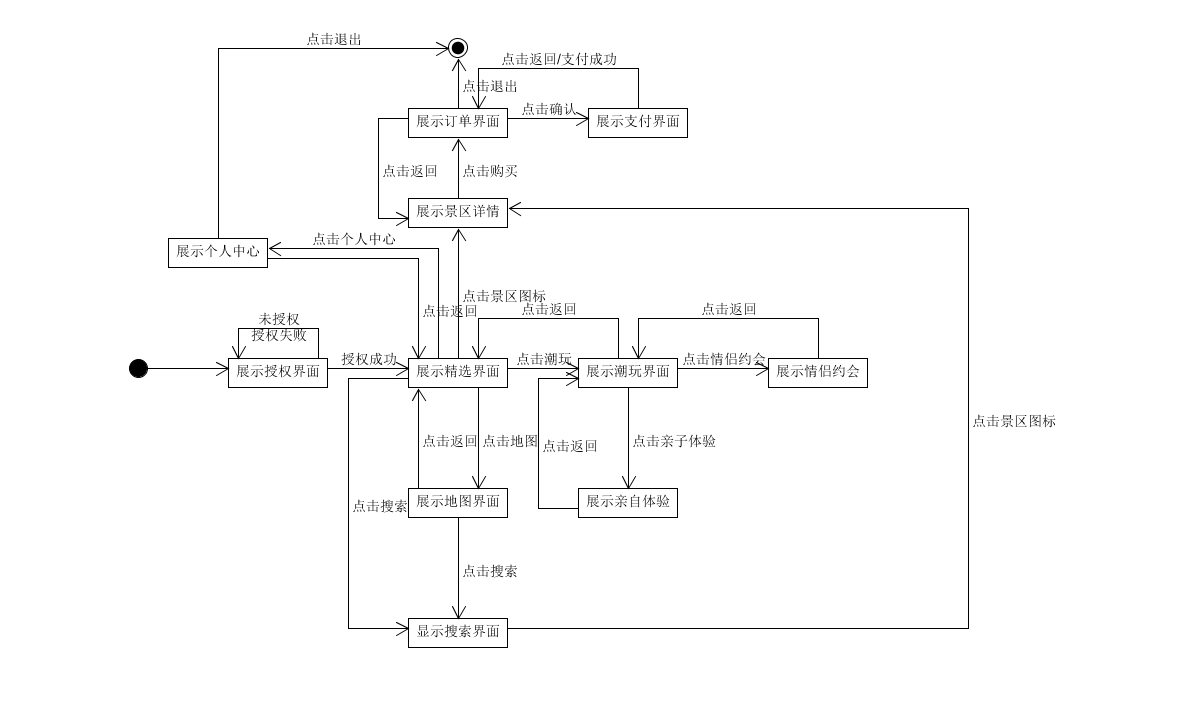 点击退出
点击返回/支付成功
点击退出
点击确认
展示订单界面
展示支付界面
点击返回
点击购买
展示景区详情
点击个人中心
展示个人中心
点击景区图标
点击返回
点击返回
点击返回
未授权
授权失败
授权成功
点击潮玩
点击情侣约会
展示授权界面
展示精选界面
展示潮玩界面
展示情侣约会
点击景区图标
点击返回
点击地图
点击返回
点击亲子体验
点击搜索
展示地图界面
展示亲自体验
点击搜索
显示搜索界面